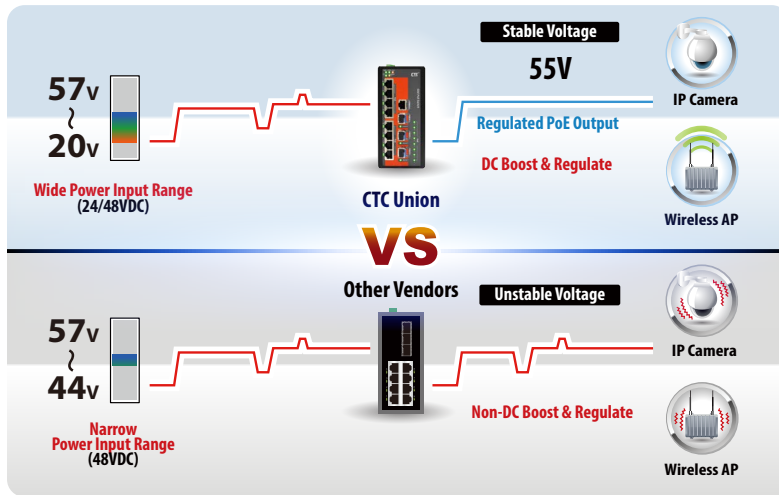 Stable Voltage
55V
57v
~
20v
Wide Power Input Range
(24/48VDC)
CTC
CTC Union
Regulated PoE Output
DC Boost & Regulate
IP Camera
Wireless AP
VS
Other Vendors
Unstable Voltage
57v
~
44v
Narrow
Power Input Range
(48VDC)
Non-DC Boost & Regulate
IP Camera
Wireless AP